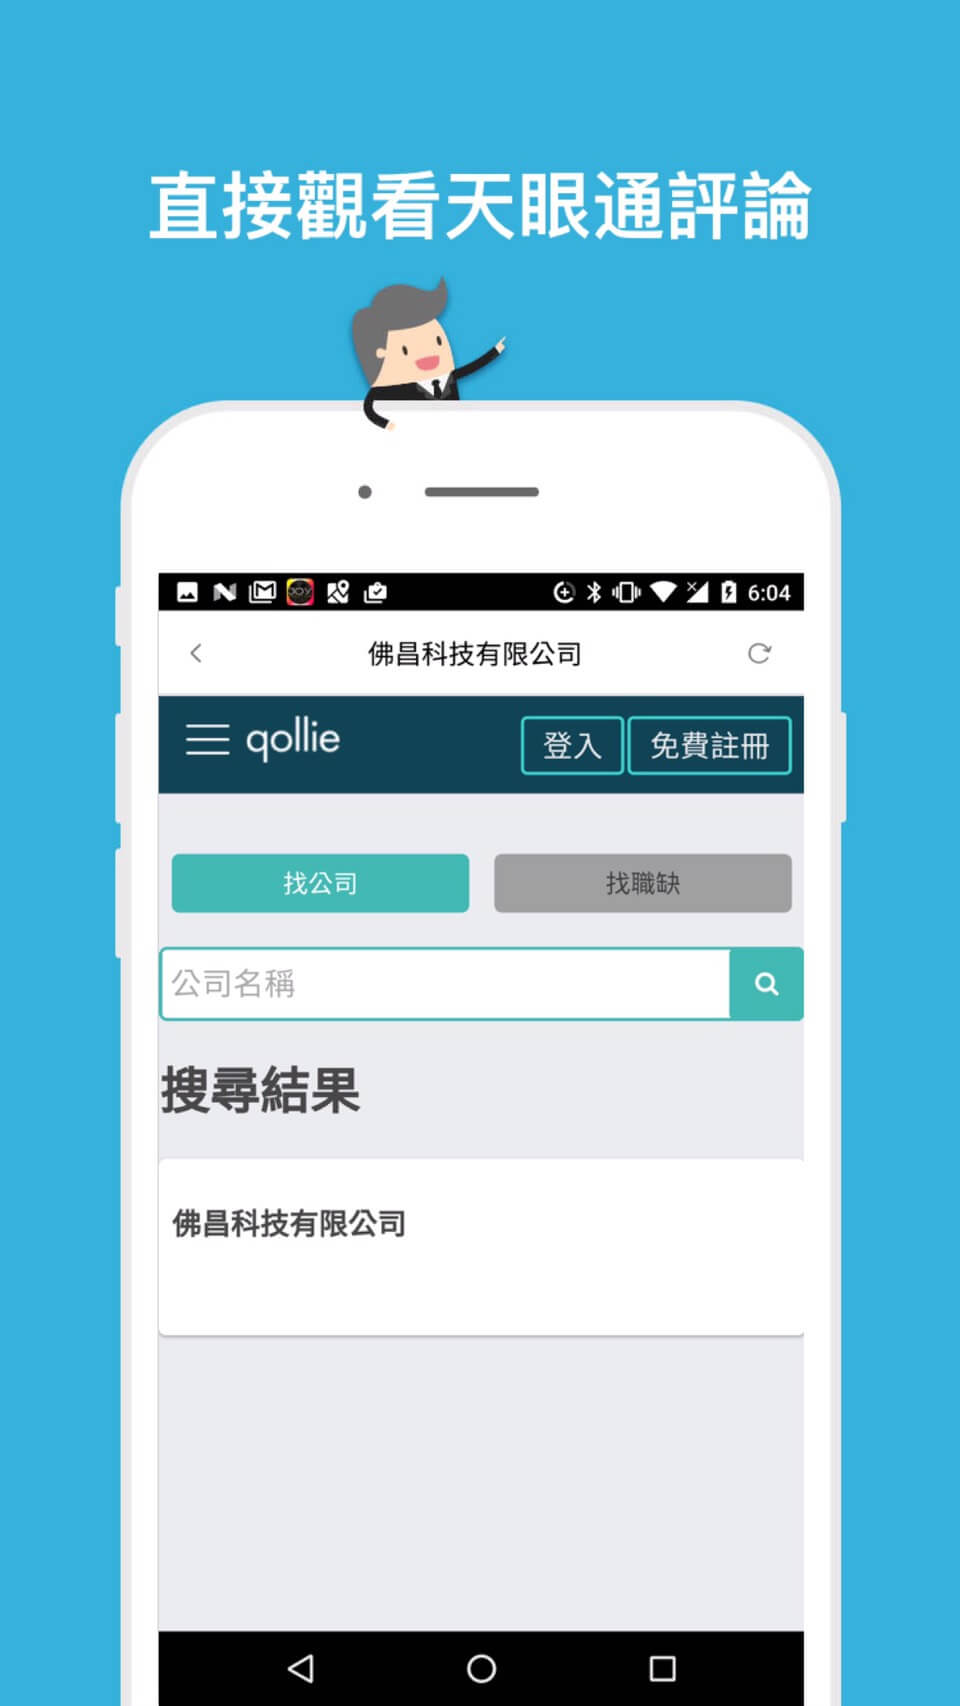 直接觀看天眼通評論
JOY
6:04
佛昌科技有限公司
qollie
登入
免費註冊
找公司
找職缺
公司名稱
搜尋結果
佛昌科技有限公司